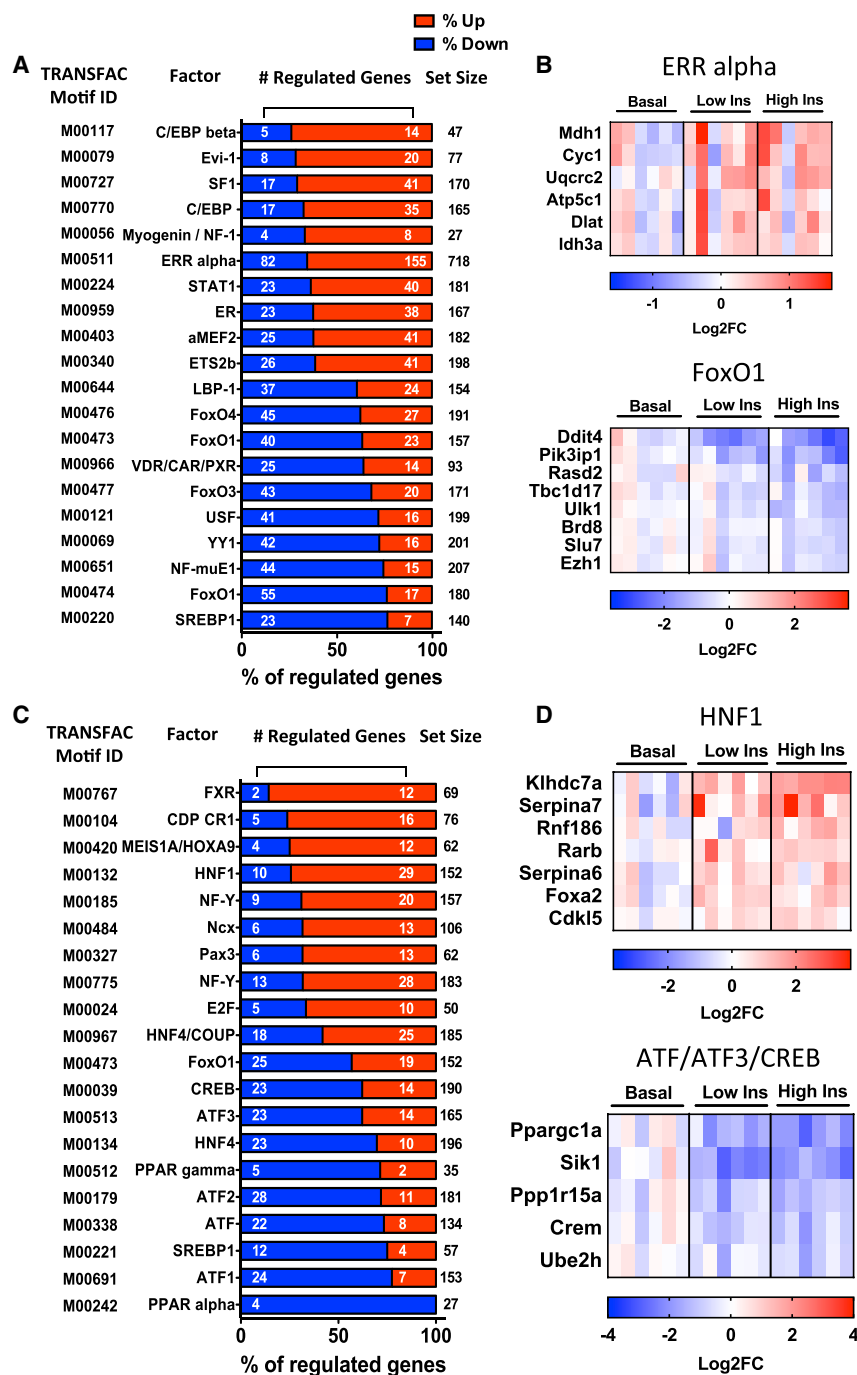 % Up
% Down
A
TRANSFAC Motif ID Factor # Regulated Genes Set Size
M00117 C/EBP beta 5 14 47
M00079 Evi-1 8 20 77
M00727 SF1 17 41 170
M00770 C/EBP 17 35 165
M00056 Myogenin / NF-1 4 8 27
M00511 ERR alpha 82 155 718
M00224 STAT1 23 40 181
M00959 ER 23 38 167
M00403 aMEF2 25 41 182
M00340 ETS2b 26 41 198
M00644 LBP-1 37 24 154
M00476 FoxO4 45 27 191
M00473 FoxO1 40 23 157
M00966 VDR/CAR/PXR 25 14 93
M00477 FoxO3 43 20 171
M00121 USF 41 16 199
M00069 YY1 42 16 201
M00651 NF-muE1 44 15 207
M00474 FoxO1 55 17 180
M00220 SREBP1 23 7 140
0 50 100
% of regulated genes
B
ERR alpha
Basal Low Ins High Ins
Mdh1
Cyc1
Uqcrc2
Atp5c1
Dlat
Idh3a
-1 0 1
Log2FC
FoxO1
Basal Low Ins High Ins
Ddit4
Pik3ip1
Rasd2
Tbc1d17
Ulk1
Brd8
Slu7
Ezh1
-2 0 2
Log2FC
C
TRANSFAC Motif ID Factor # Regulated Genes Set Size
M00767 FXR 2 12 69
M00104 CDP CR1 5 16 76
M00420 MEIS1A/HOXA9 4 12 62
M00132 HNF1 10 29 152
M00185 NF-Y 9 20 157
M00484 Ncx 6 13 106
M00327 Pax3 6 13 62
M00775 NF-Y 13 28 183
M00024 E2F 5 10 50
M00967 HNF4/COUP 18 25 185
M00473 FoxO1 25 19 152
M00039 CREB 23 14 190
M00513 ATF3 23 14 165
M00134 HNF4 23 10 196
M00512 PPAR gamma 5 2 35
M00179 ATF2 28 11 181
M00338 ATF 22 8 134
M00221 SREBP1 12 4 57
M00691 ATF1 24 7 153
M00242 PPAR alpha 4 27
0 50 100
% of regulated genes
D
HNF1
Basal Low Ins High Ins
Klhdc7a
Serpina7
Rnf186
Rarb
Serpina6
Foxa2
Cdkl5
-2 0 2
Log2FC
ATF/ATF3/CREB
Basal Low Ins High Ins
Ppargc1a
Sik1
Ppp1r15a
Crem
Ube2h
-4 -2 0 2 4
Log2FC